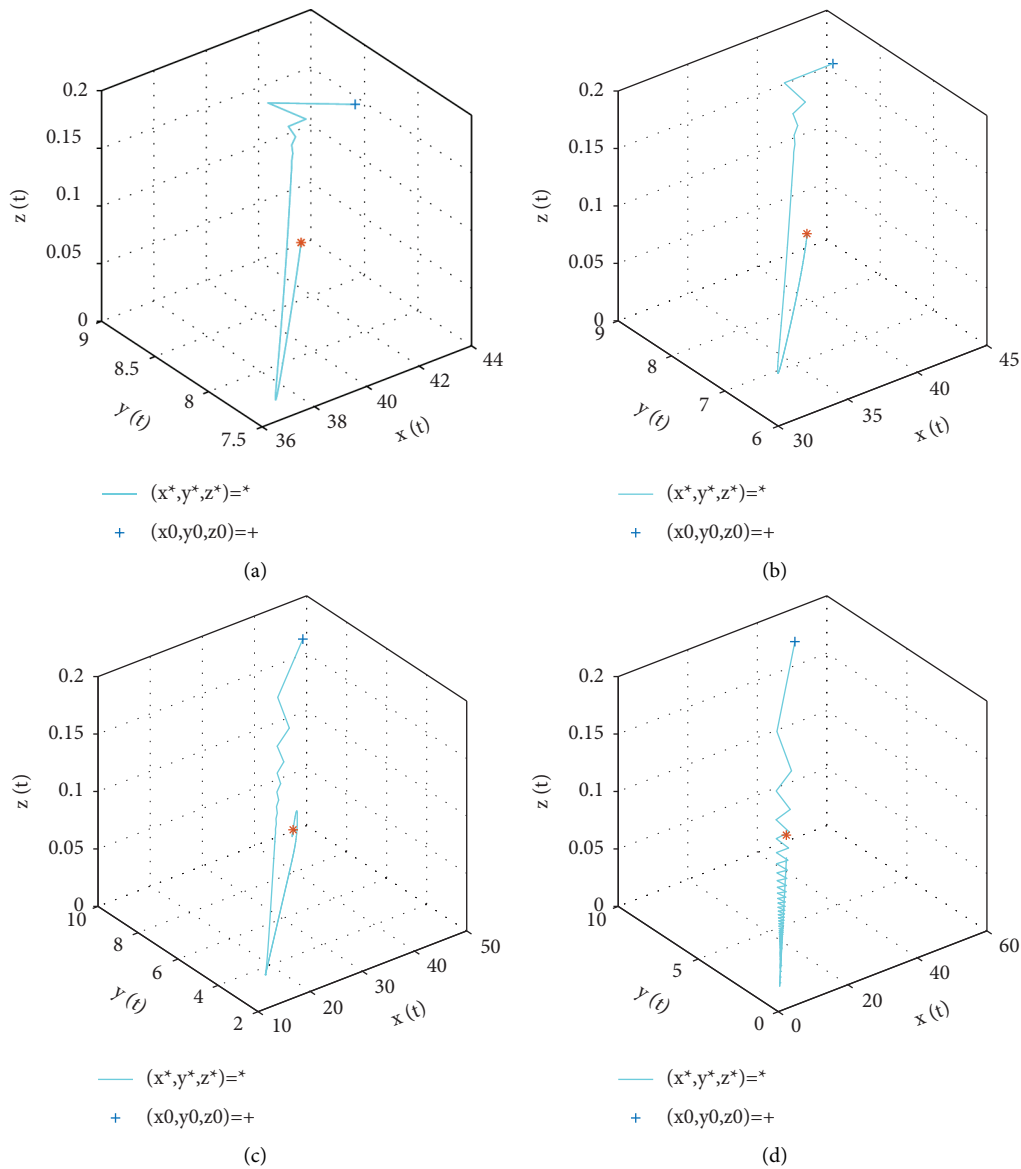 0.2
0.15
0.1
0.05
0
z (t)
9
8.5
8
7.5
y (t)
36
38
40
42
44
x (t)
(x*,y*,z*)=*
(x0,y0,z0)=+
(a)
0.2
0.15
0.1
0.05
0
z (t)
9
8
7
6
y (t)
30
35
40
45
x (t)
(x*,y*,z*)=*
(x0,y0,z0)=+
(b)
0.2
0.15
0.1
0.05
0
z (t)
10
8
6
4
2
y (t)
10
20
30
40
50
x (t)
(x*,y*,z*)=*
(x0,y0,z0)=+
(c)
0.2
0.15
0.1
0.05
0
z (t)
10
5
0
y (t)
0
20
40
60
x (t)
(x*,y*,z*)=*
(x0,y0,z0)=+
(d)